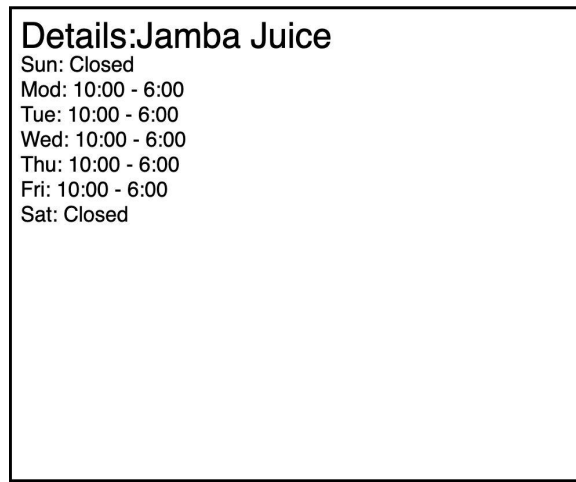 Details:Jamba Juice
Sun: Closed
Mod: 10:00 - 6:00
Tue: 10:00 - 6:00
Wed: 10:00 - 6:00
Thu: 10:00 - 6:00
Fri: 10:00 - 6:00
Sat: Closed